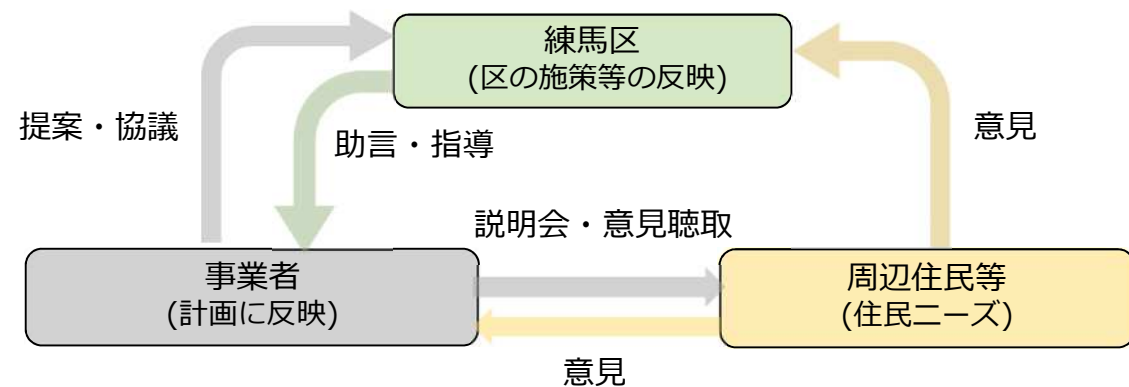 練馬区
(区の施策等の反映)
提案・協議
助言・指導
意見
説明会・意見聴取
事業者
(計画に反映)
周辺住民等
(住民ニーズ)
意見